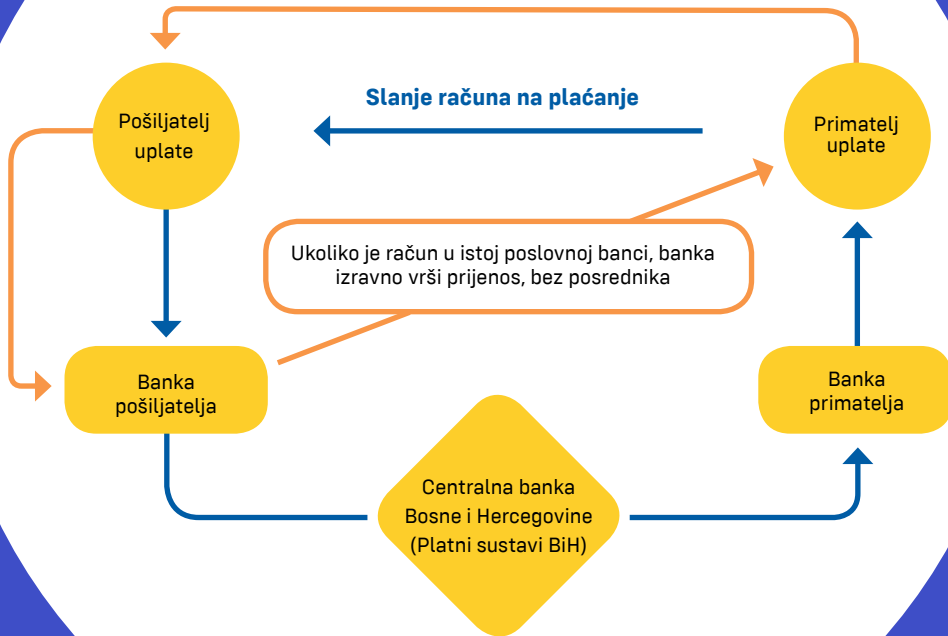 Slanje računa na plaćanje
Pošiljatelj
uplate
Primatelj
uplate
Ukoliko je račun u istoj poslovnoj banci, banka
izravno vrši prijenos, bez posrednika
Banka
pošiljatelja
Banka
primatelja
Centralna banka
Bosne i Hercegovine
(Platni sustavi BiH)